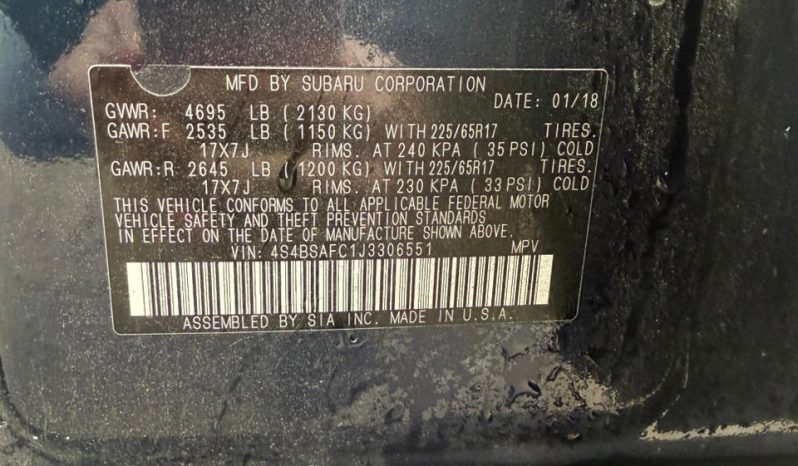 MFD BY SUBARU CORPORATION
DATE: 01/18
GVWR: 4695 LB (2130 KG)
GAWR:F 2535 LB (1150 KG) WITH 225/65R17 TIRES.
17X7J RIMS. AT 240 KPA (35 PSI) COLD
GAWR:R 2645 LB (1200 KG) WITH 225/65R17 TIRES.
17X7J RIMS. AT 230 KPA (33 PSI) COLD
THIS VEHICLE CONFORMS TO ALL APPLICABLE FEDERAL MOTOR
VEHICLE SAFETY AND THEFT PREVENTION STANDARDS
IN EFFECT ON THE DATE OF MANUFACTURE SHOWN ABOVE.
VIN: 4S4BSAFC1J3306551 MPV
ASSEMBLED BY SIA INC. MADE IN U.S.A.